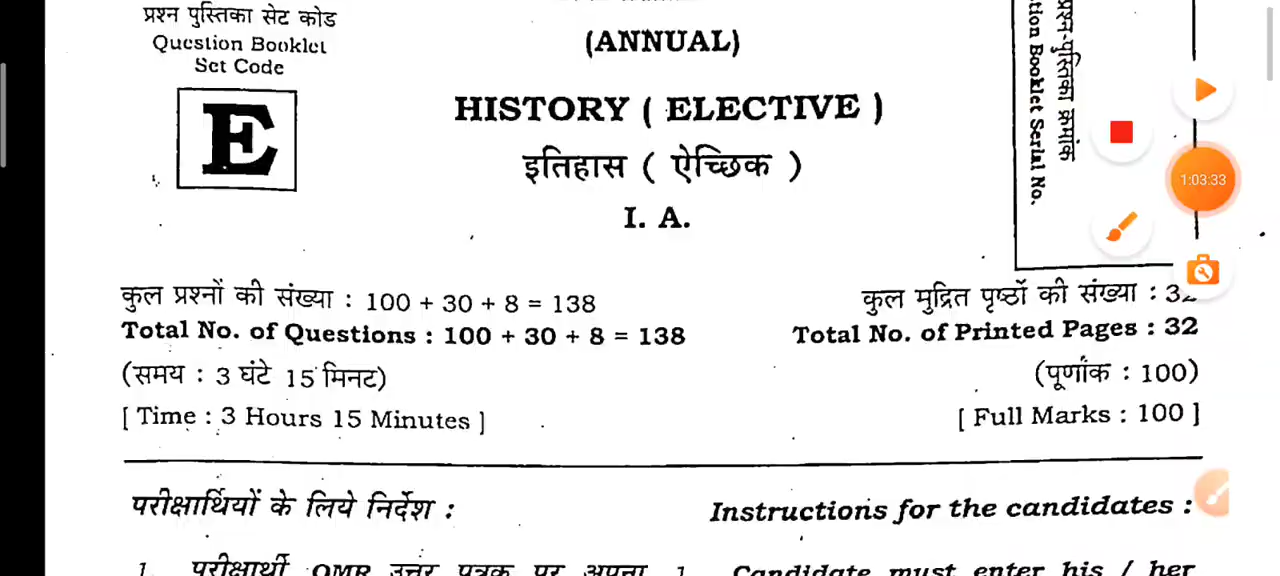 प्रश्न पुस्तिका सेट कोड
Question Booklet
Set Code
E
(ANNUAL)
HISTORY ( ELECTIVE )
इतिहास ( ऐच्छिक )
I. A.
प्रश्न-पुस्तिका क्रमांक
Booklet Serial No.
1:03:33
कुल प्रश्नों की संख्या : 100 + 30 + 8 = 138
कुल मुद्रित पृष्ठों की संख्या : 32
Total No. of Questions : 100 + 30 + 8 = 138
Total No. of Printed Pages : 32
(समय : 3 घंटे 15 मिनट)
(पूर्णांक : 100)
[ Time : 3 Hours 15 Minutes ]
[ Full Marks : 100 ]
परीक्षार्थियों के लिये निर्देश :
Instructions for the candidates :
1. परीक्षार्थी OMR उत्तर पत्रक पर अपना
1. Candidate must enter his / her